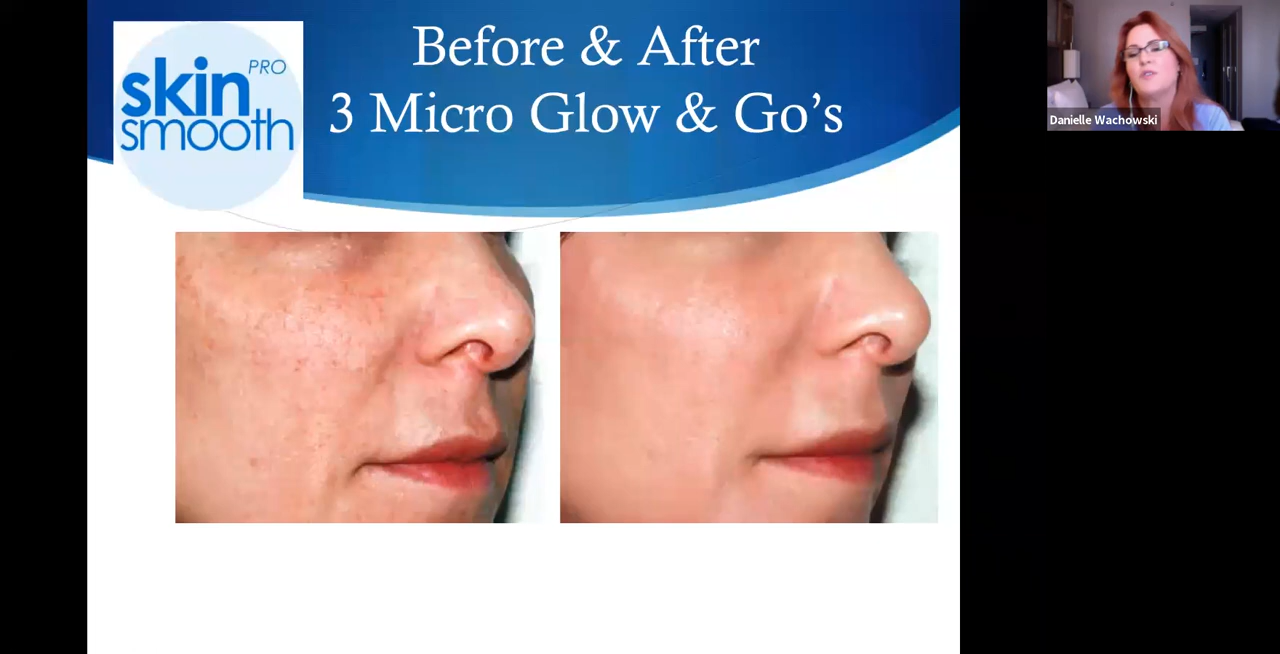 skin PRO
smooth
Before & After
3 Micro Glow & Go’s
Danielle Wachowski